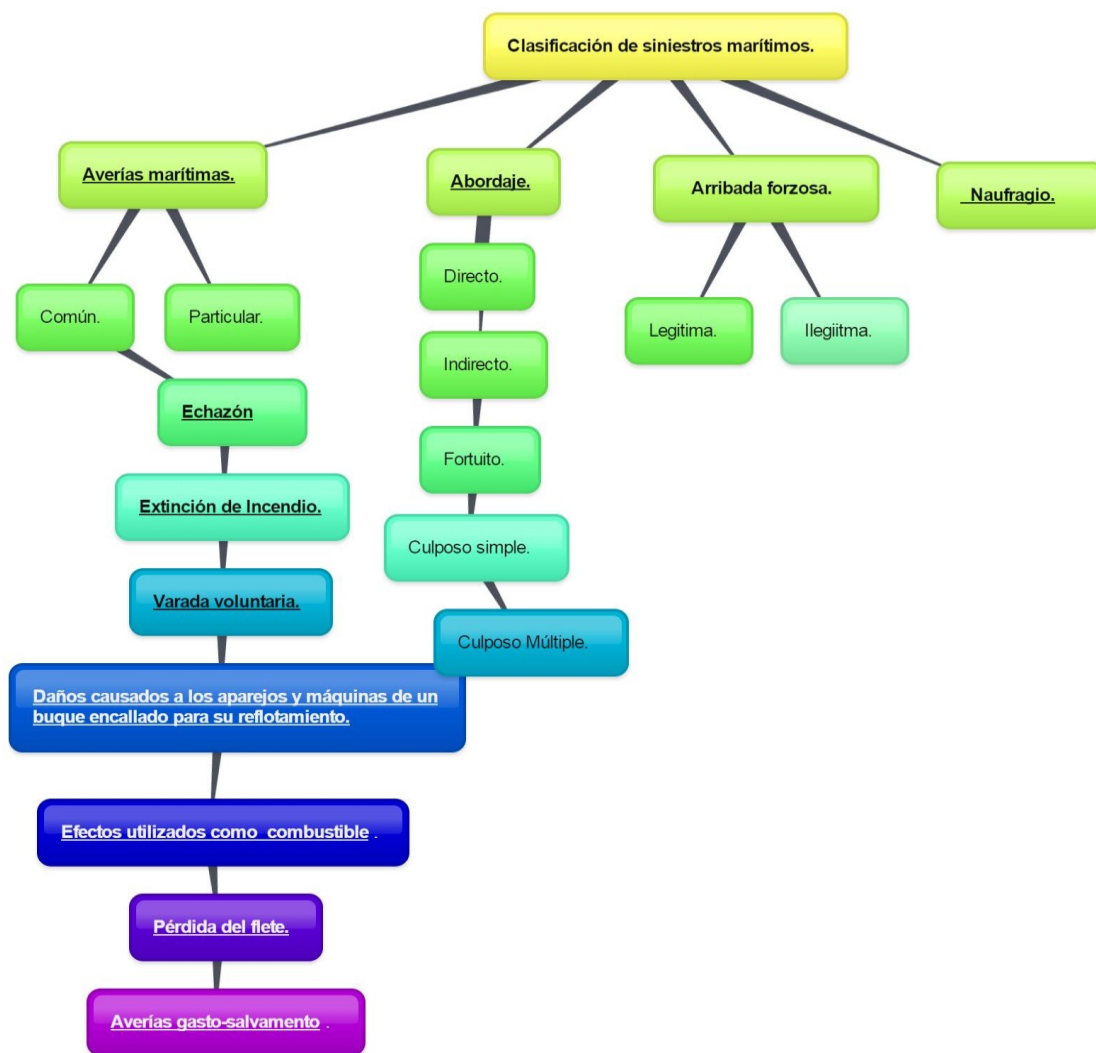 Clasificación de siniestros marítimos.
Averías marítimas.
Abordaje.
Arribada forzosa.
_ Naufragio.
Común.
Particular.
Directo.
Legitima.
Ilegiitma.
Indirecto.
Echazón
Fortuito.
Extinción de Incendio.
Culposo simple.
Varada voluntaria.
Culposo Múltiple.
Daños causados a los aparejos y máquinas de un
buque encallado para su reflotamiento.
Efectos utilizados como combustible .
Pérdida del flete.
Averías gasto-salvamento .